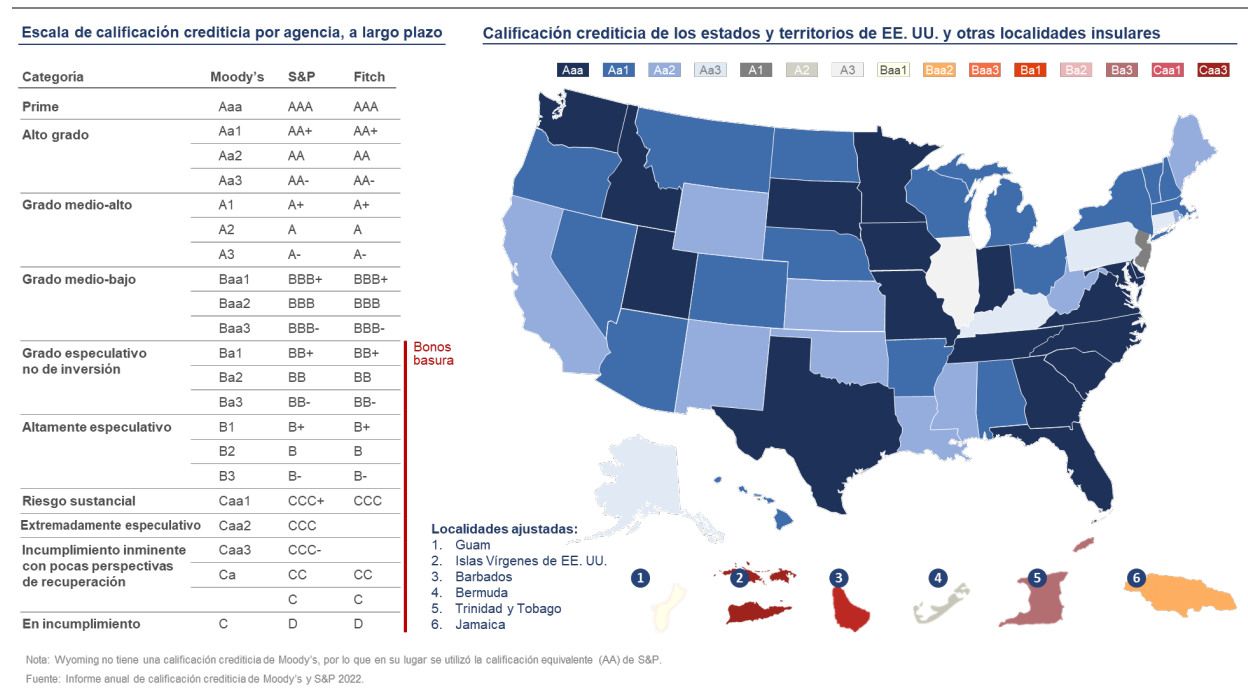 Escala de calificación crediticia por agencia, a largo plazo
Categoría Moody's S&P Fitch
Prime Aaa AAA AAA
Alto grado Aa1 AA+ AA+
Aa2 AA AA
Aa3 AA- AA-
Grado medio-alto A1 A+ A+
A2 A A
A3 A- A-
Grado medio-bajo Baa1 BBB+ BBB+
Baa2 BBB BBB
Baa3 BBB- BBB-
Grado especulativo Ba1 BB+ BB+
no de inversión
Ba2 BB BB
Ba3 BB- BB-
Altamente especulativo B1 B+ B+
B2 B B
B3 B- B-
Riesgo sustancial Caa1 CCC+ CCC
Extremadamente especulativo Caa2 CCC
Incumplimiento inminente Caa3 CCC-
con pocas perspectivas
de recuperación Ca CC CC
C C
En incumplimiento C D D
Bonos
basura
Calificación crediticia de los estados y territorios de EE. UU. y otras localidades insulares
Aaa Aa1 Aa2 Aa3 A1 A2 A3 Baa1 Baa2 Baa3 Ba1 Ba2 Ba3 Caa1 Caa3
Localidades ajustadas:
1. Guam
2. Islas Vírgenes de EE. UU.
3. Barbados
4. Bermuda
5. Trinidad y Tobago
6. Jamaica
1 2 3 4 5 6
Nota: Wyoming no tiene una calificación crediticia de Moody's, por lo que en su lugar se utilizó la calificación equivalente (AA) de S&P.
Fuente: Informe anual de calificación crediticia de Moody's y S&P 2022.